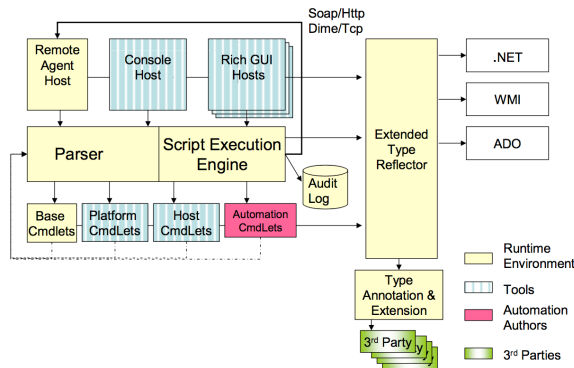 Soap/Http
Dime/Tcp
Remote
Agent
Host
Console
Host
Rich GUI
Hosts
.NET
WMI
ADO
Extended
Type
Reflector
Parser
Script Execution
Engine
Audit
Log
Base
Cmdlets
Platform
CmdLets
Host
CmdLets
Automation
CmdLets
Type
Annotation &
Extension
3rd Party
y
y
Runtime
Environment
Tools
Automation
Authors
3rd Parties